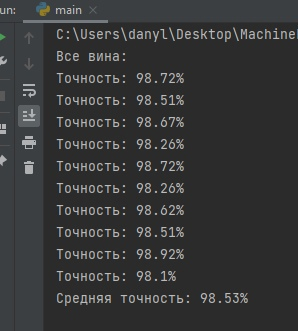 un:
main
C:\Users\danyl\Desktop\Machine
Все вина:
Точность: 98.72%
Точность: 98.51%
Точность: 98.67%
Точность: 98.26%
Точность: 98.72%
Точность: 98.26%
Точность: 98.62%
Точность: 98.51%
Точность: 98.92%
Точность: 98.1%
Средняя точность: 98.53%